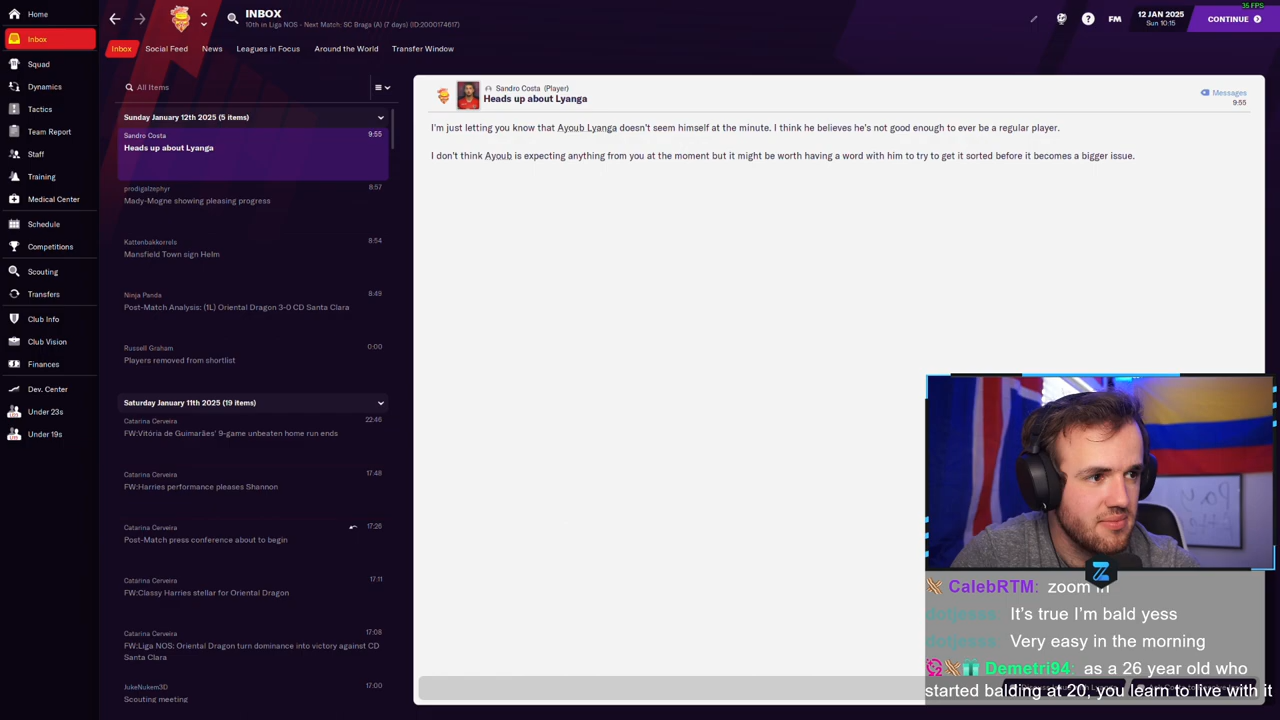 36 FPS
Home
INBOX
10th in Liga NOS - Next Match: SC Braga (A) (7 days) (ID:2000174617)
FM
12 JAN 2025
Sun 10:15
CONTINUE
Inbox
Inbox
Social Feed
News
Leagues in Focus
Around the World
Transfer Window
Squad
Dynamics
Tactics
Team Report
Staff
Training
Medical Center
Schedule
Competitions
Scouting
Transfers
Club Info
Club Vision
Finances
Dev. Center
Under 23s
Under 19s
All Items
Sunday January 12th 2025 (5 items)
Sandro Costa 9:55
Heads up about Lyanga
prodigalzephyr 8:57
Mady-Mogne showing pleasing progress
Kattenbakkorrels 8:54
Mansfield Town sign Helm
Ninja Panda 8:49
Post-Match Analysis: (1L) Oriental Dragon 3-0 CD Santa Clara
Russell Graham 0:00
Players removed from shortlist
Saturday January 11th 2025 (19 items)
Catarina Cerveira 22:46
FW:Vitória de Guimarães' 9-game unbeaten home run ends
Catarina Cerveira 17:48
FW:Harries performance pleases Shannon
Catarina Cerveira 17:26
Post-Match press conference about to begin
Catarina Cerveira 17:11
FW:Classy Harries stellar for Oriental Dragon
Catarina Cerveira 17:08
FW:Liga NOS: Oriental Dragon turn dominance into victory against CD
Santa Clara
JukeNukem3D 17:00
Scouting meeting
Sandro Costa (Player)
Heads up about Lyanga
Messages
9:55
I'm just letting you know that Ayoub Lyanga doesn't seem himself at the minute. I think he believes he's not good enough to ever be a regular player.
I don't think Ayoub is expecting anything from you at the moment but it might be worth having a word with him to try to get it sorted before it becomes a bigger issue.
CalebRTM: zoom in
dotjesss: It's true I'm bald yess
dotjesss: Very easy in the morning
Demetri94: as a 26 year old who
started balding at 20, you learn to live with it